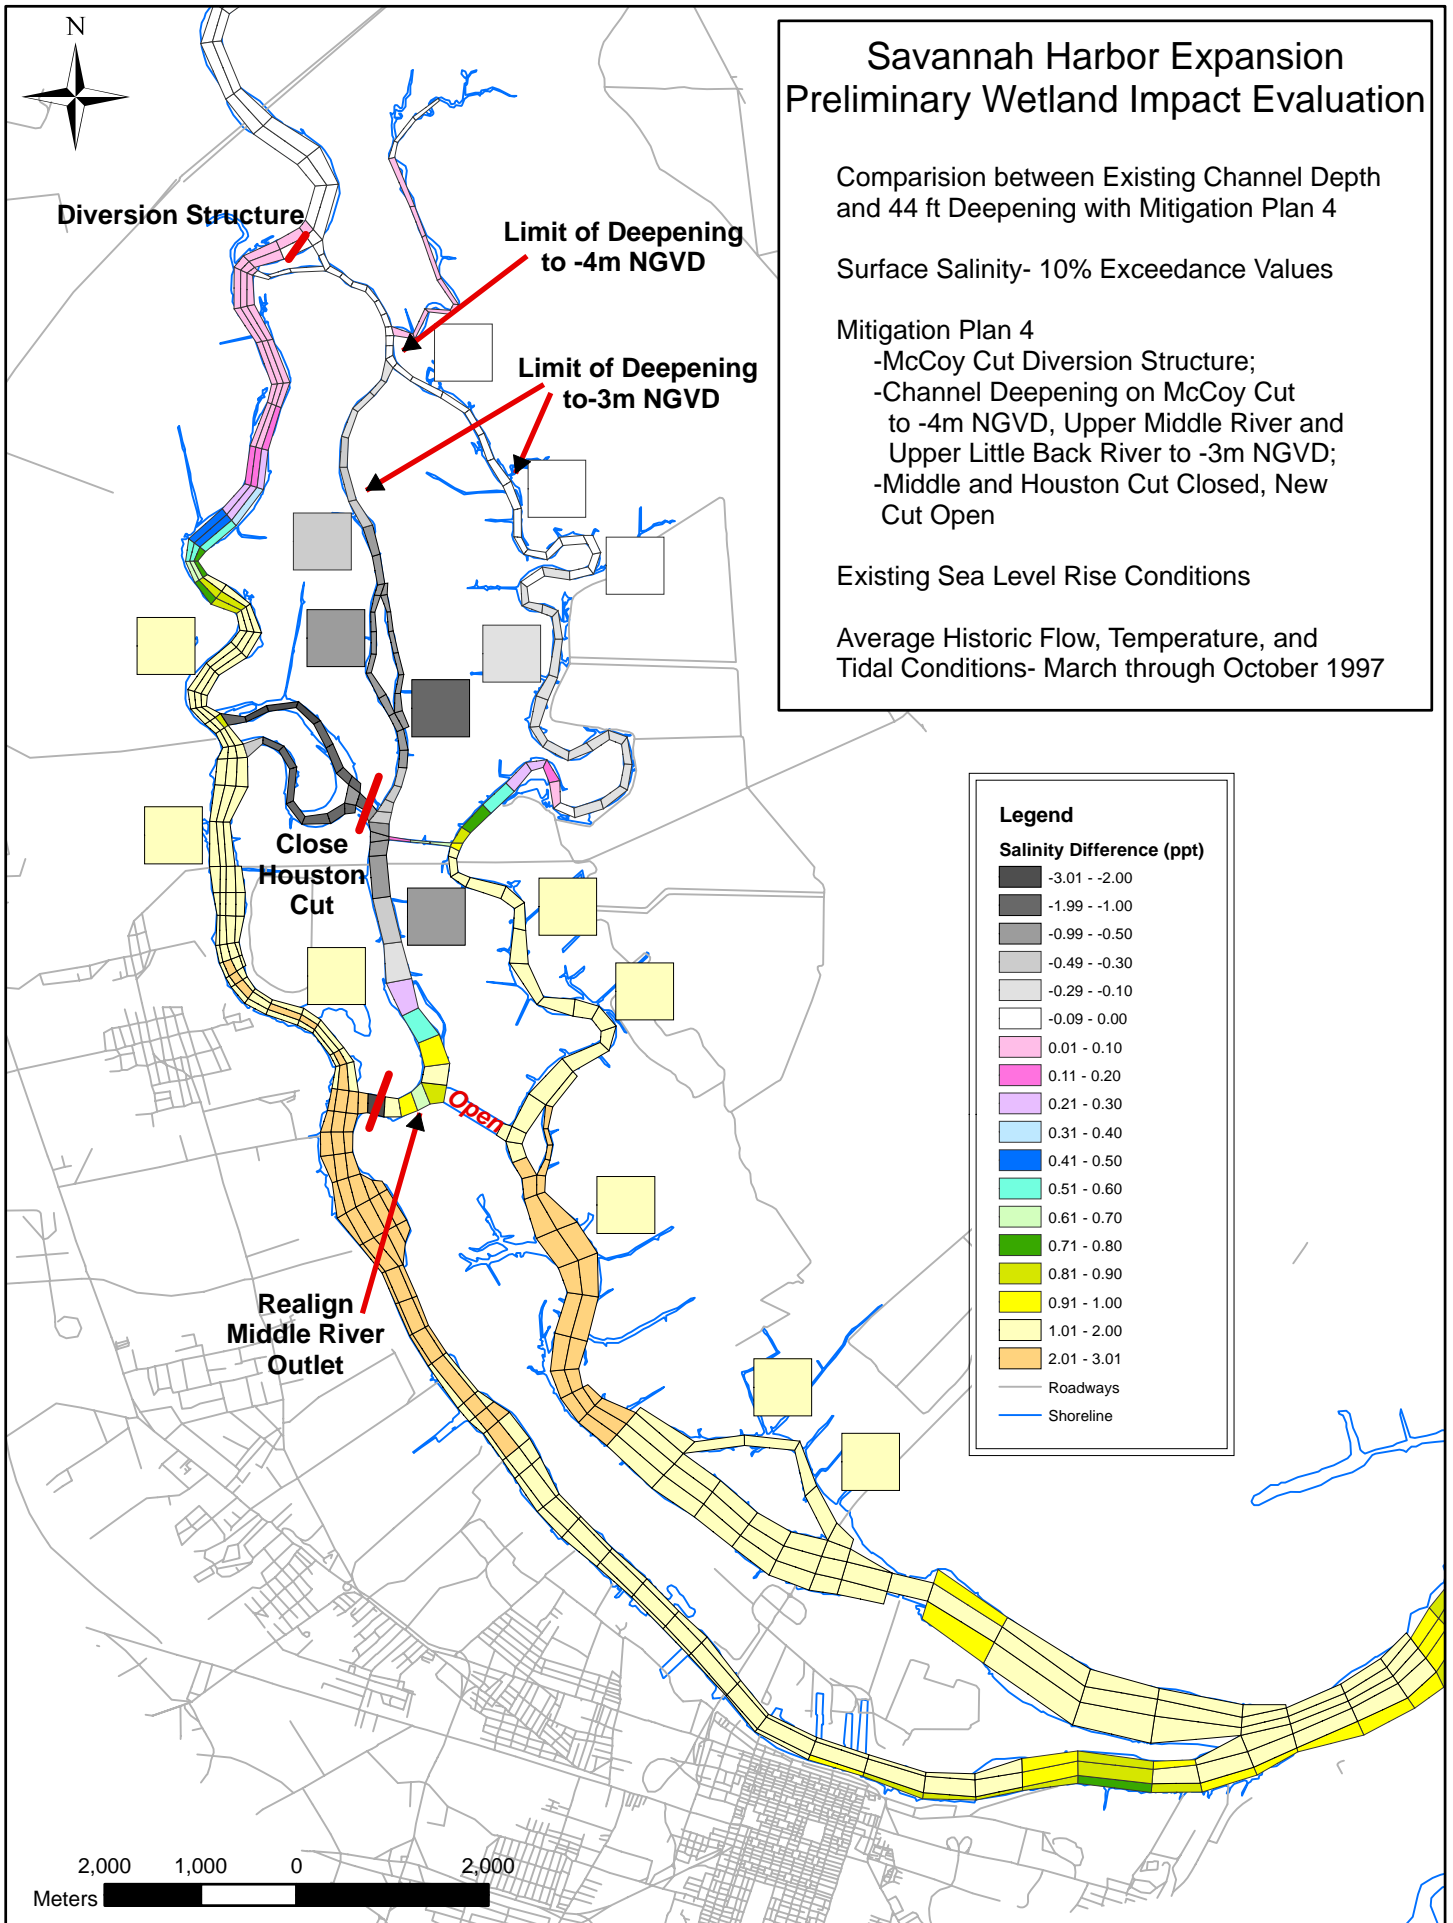 N
Savannah Harbor Expansion
Preliminary Wetland Impact Evaluation
Comparision between Existing Channel Depth
and 44 ft Deepening with Mitigation Plan 4
Surface Salinity- 10% Exceedance Values
Mitigation Plan 4
-McCoy Cut Diversion Structure;
-Channel Deepening on McCoy Cut
to -4m NGVD, Upper Middle River and
Upper Little Back River to -3m NGVD;
-Middle and Houston Cut Closed, New
Cut Open
Existing Sea Level Rise Conditions
Average Historic Flow, Temperature, and
Tidal Conditions- March through October 1997
Diversion Structure
Limit of Deepening
to -4m NGVD
Limit of Deepening
to-3m NGVD
Close
Houston
Cut
Open
Realign
Middle River
Outlet
Legend
Salinity Difference (ppt)
-3.01 - -2.00
-1.99 - -1.00
-0.99 - -0.50
-0.49 - -0.30
-0.29 - -0.10
-0.09 - 0.00
0.01 - 0.10
0.11 - 0.20
0.21 - 0.30
0.31 - 0.40
0.41 - 0.50
0.51 - 0.60
0.61 - 0.70
0.71 - 0.80
0.81 - 0.90
0.91 - 1.00
1.01 - 2.00
2.01 - 3.01
Roadways
Shoreline
2,000 1,000 0 2,000
Meters